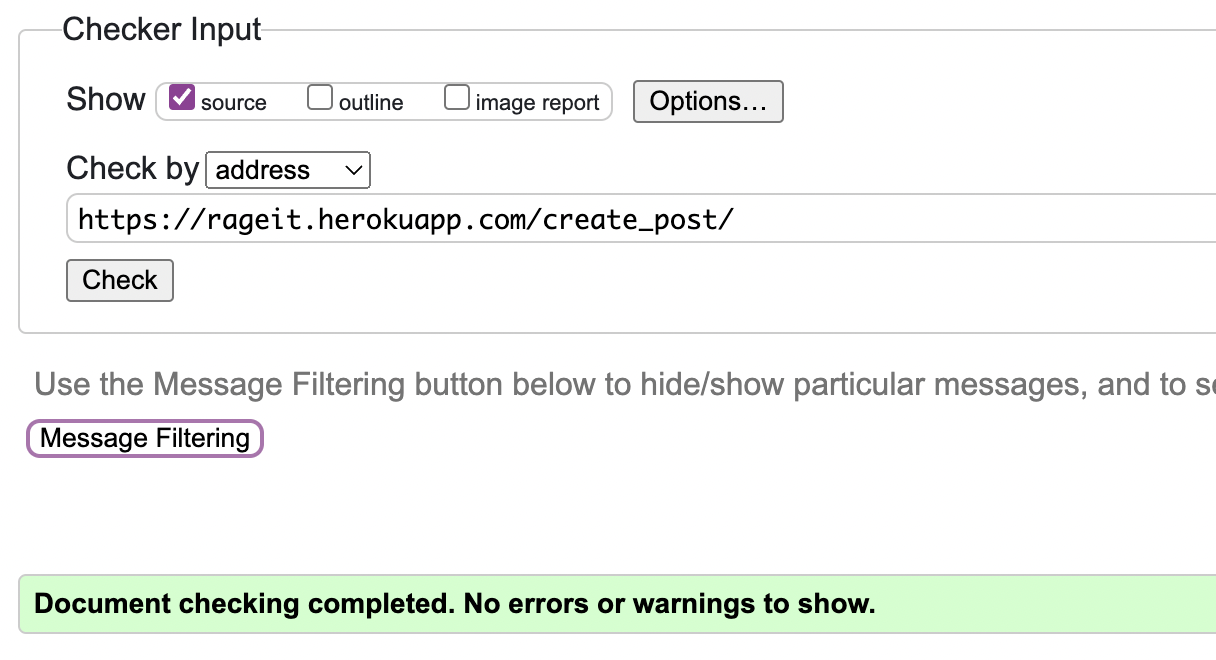 Checker Input
Show source outline image report Options...
Check by address
https://rageit.herokuapp.com/create_post/
Check
Use the Message Filtering button below to hide/show particular messages, and to
Message Filtering
Document checking completed. No errors or warnings to show.